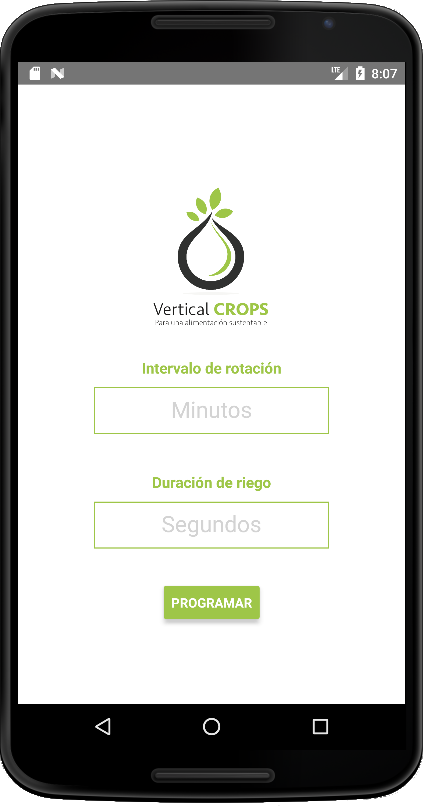 LTE 8:07
Vertical CROPS
Para una alimentación sustentable
Intervalo de rotación
Minutos
Duración de riego
Segundos
PROGRAMAR